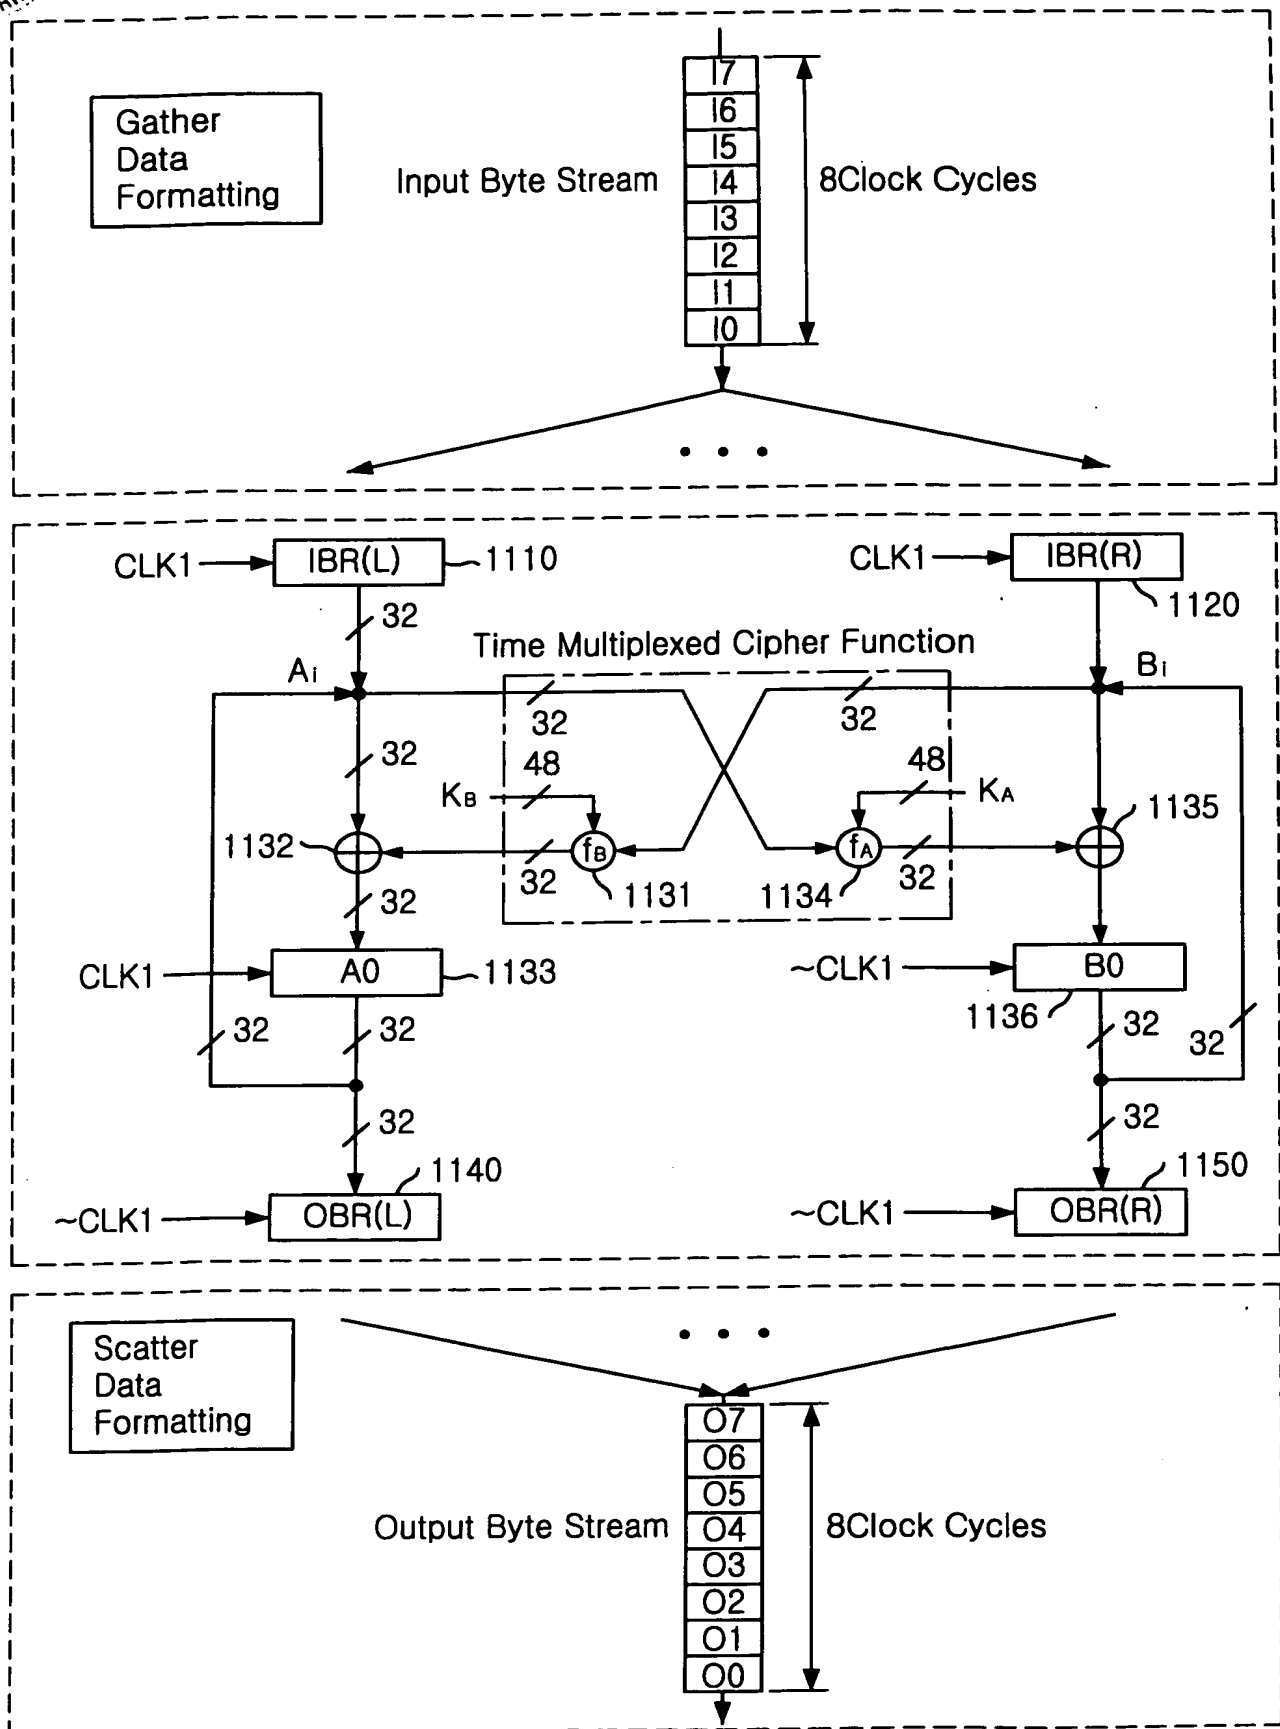 Gather
Data
Formatting
I7
I6
I5
I4
I3
I2
I1
I0
Input Byte Stream
8Clock Cycles
CLK1
IBR(L)
1110
CLK1
IBR(R)
1120
32
Time Multiplexed Cipher Function
Ai
Bi
32
32
32
48
48
KB
KA
1132
fB
fA
1135
32
32
1131
1134
32
CLK1
A0
1133
~CLK1
B0
1136
32
32
32
32
32
32
1140
1150
~CLK1
OBR(L)
~CLK1
OBR(R)
Scatter
Data
Formatting
O7
O6
O5
O4
O3
O2
O1
O0
Output Byte Stream
8Clock Cycles